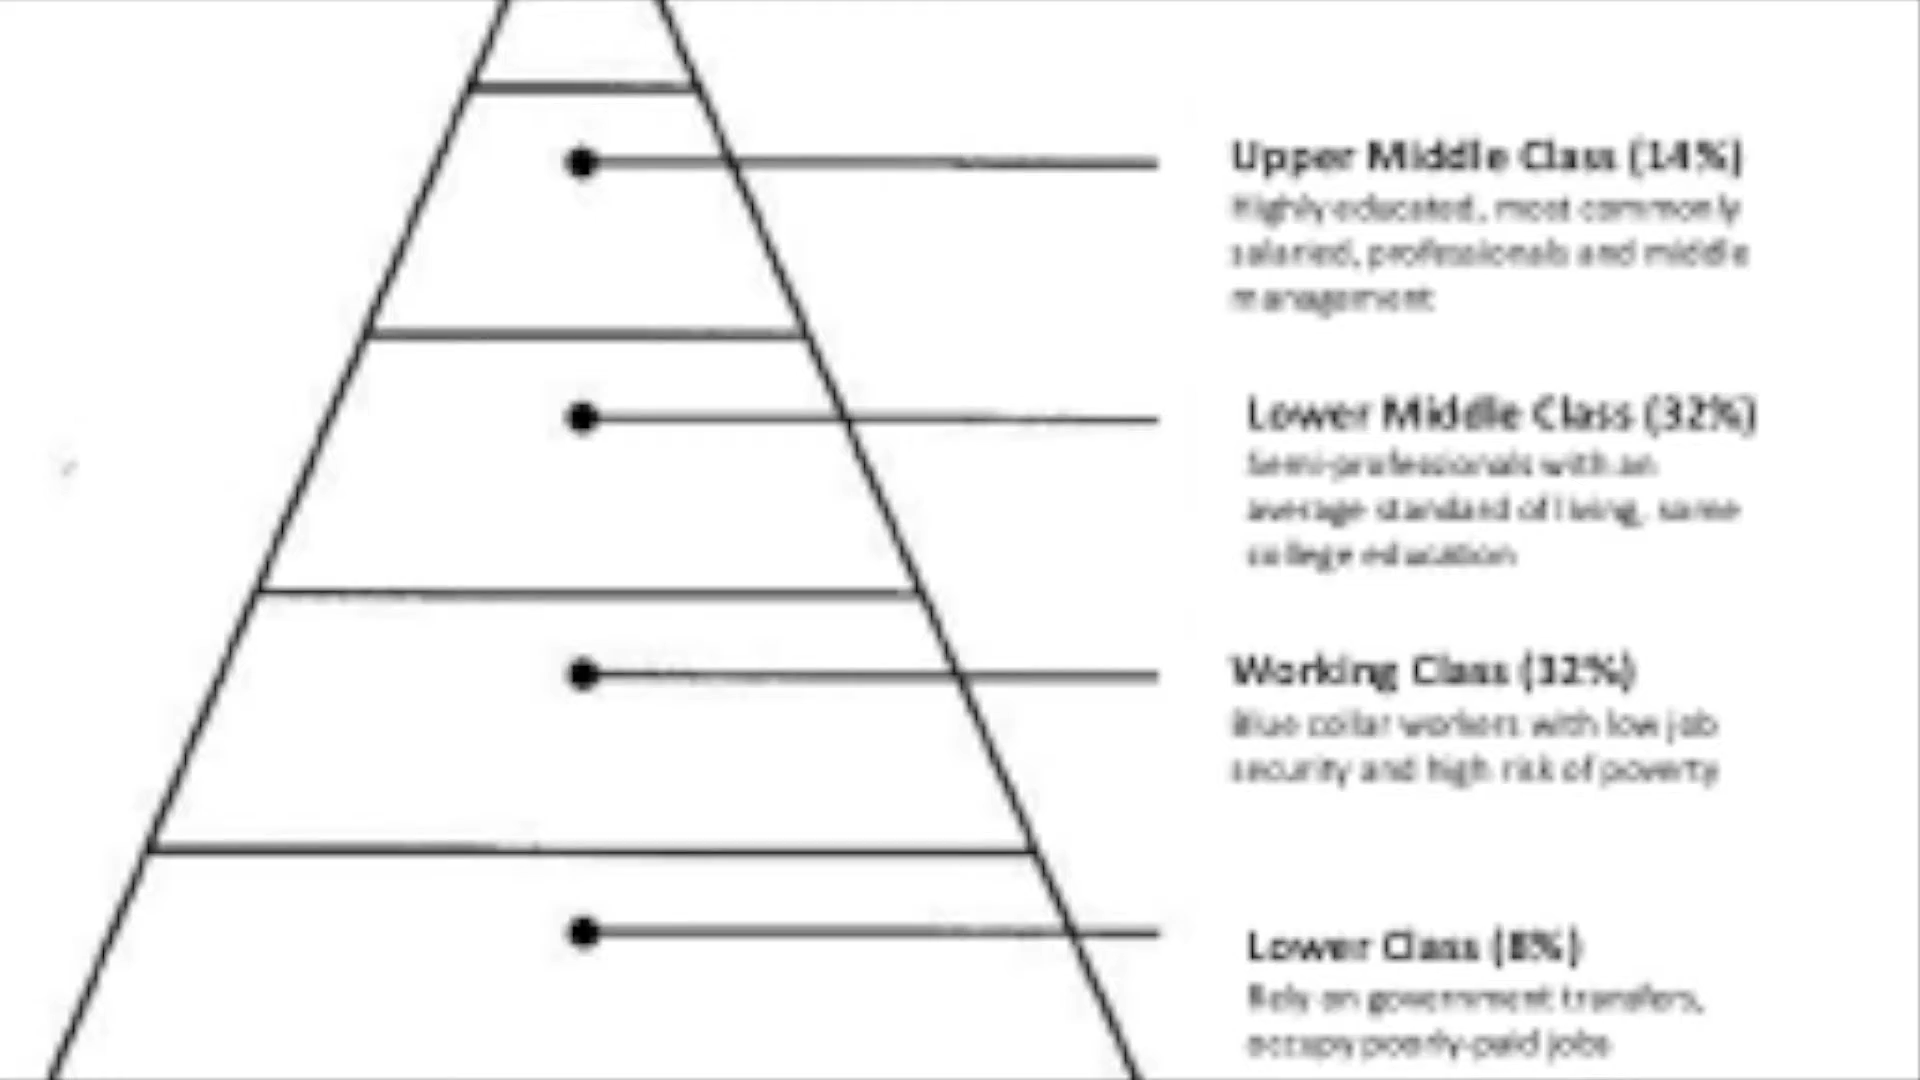 Upper Middle Class (14%)
Highly educated, most commonly
salaried, professionals and middle
management
Lower Middle Class (32%)
Semi-professionals with an
average standard of living, some
college education
Working Class (32%)
Blue collar workers with low job
security and high risk of poverty
Lower Class (8%)
Rely on government transfers,
occupy poorly-paid jobs